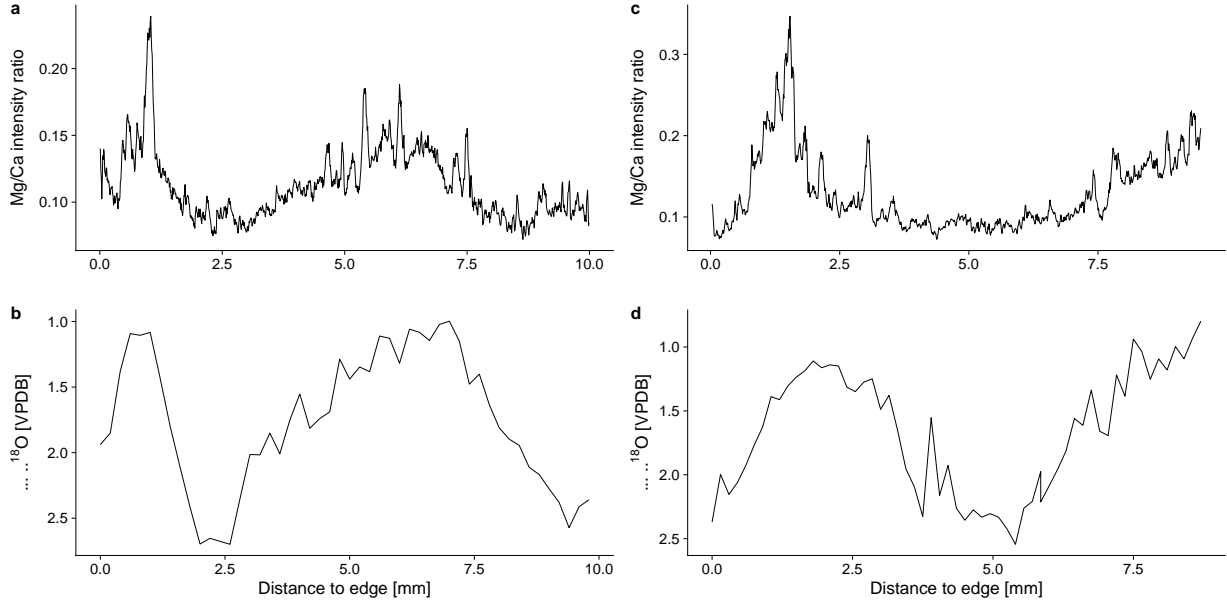 a
Mg/Ca intensity ratio
0.20
0.15
0.10
0.0 2.5 5.0 7.5 10.0
c
Mg/Ca intensity ratio
0.3
0.2
0.1
0.0 2.5 5.0 7.5
b
... ..¹⁸O [VPDB]
1.0
1.5
2.0
2.5
0.0 2.5 5.0 7.5 10.0
Distance to edge [mm]
d
... ..¹⁸O [VPDB]
1.0
1.5
2.0
2.5
0.0 2.5 5.0 7.5
Distance to edge [mm]